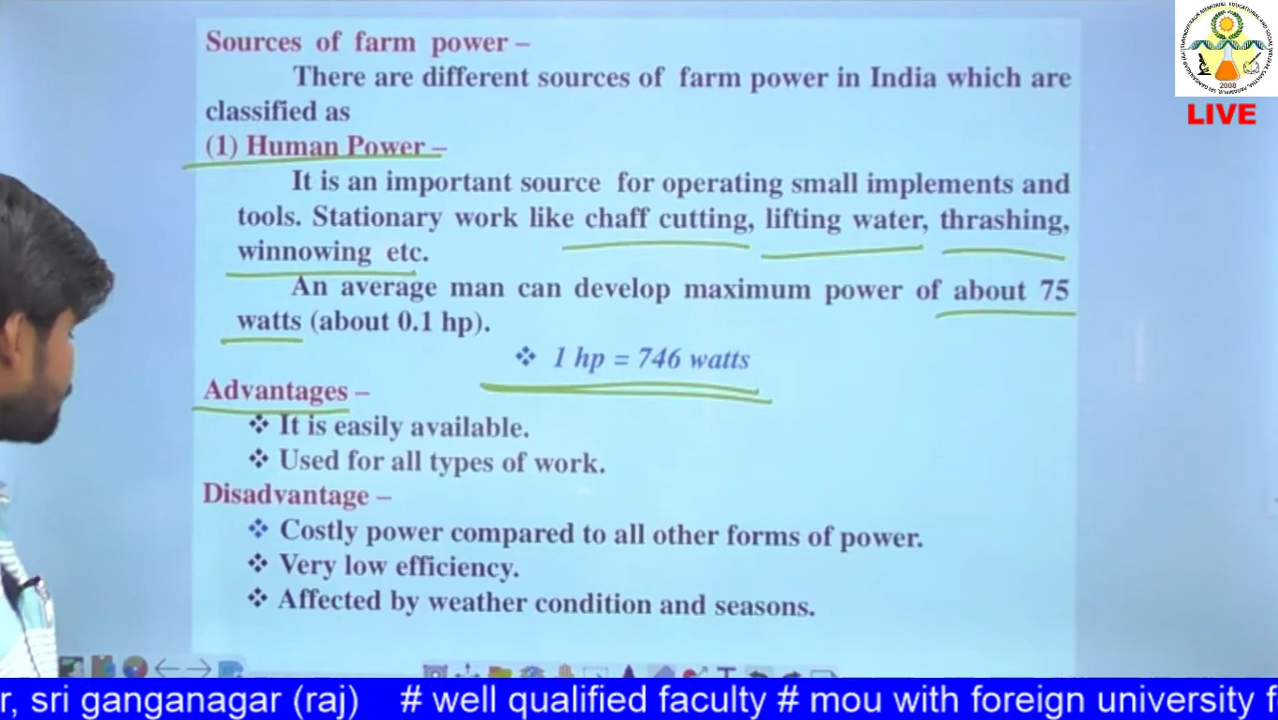 Sources of farm power –
There are different sources of farm power in India which are
classified as
(1) Human Power –
It is an important source for operating small implements and
tools. Stationary work like chaff cutting, lifting water, thrashing,
winnowing etc.
An average man can develop maximum power of about 75
watts (about 0.1 hp).
❖ 1 hp = 746 watts
Advantages –
❖ It is easily available.
❖ Used for all types of work.
Disadvantage –
❖ Costly power compared to all other forms of power.
❖ Very low efficiency.
❖ Affected by weather condition and seasons.
2008
LIVE
r, sri ganganagar (raj) # well qualified faculty # mou with foreign university f